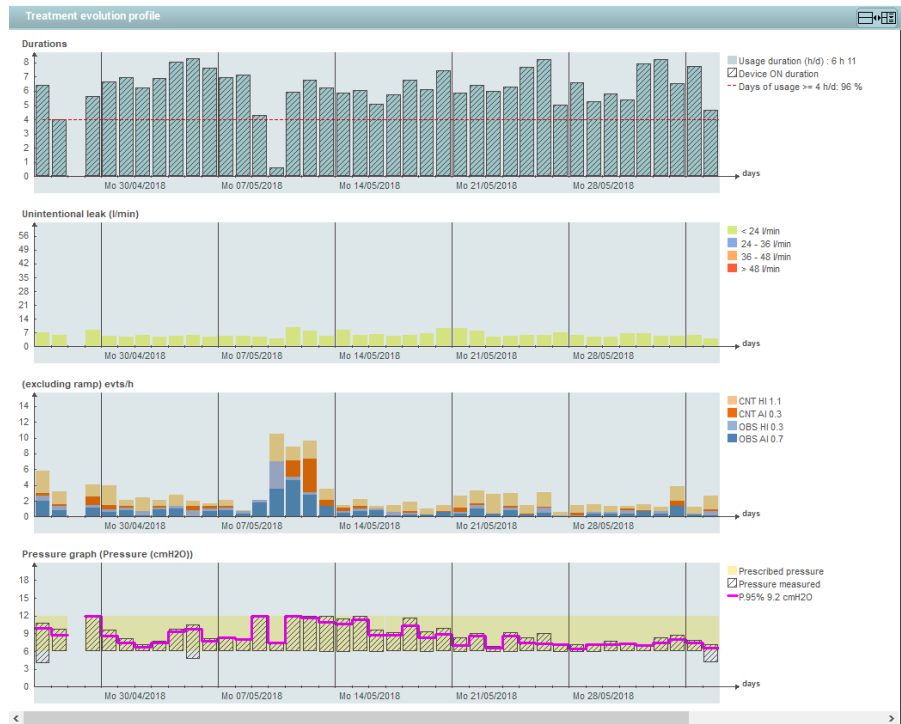 Treatment evolution profile
Durations
8
7
6
5
4
3
2
1
0
Mo 30/04/2018 Mo 07/05/2018 Mo 14/05/2018 Mo 21/05/2018 Mo 28/05/2018
days
Usage duration (h/d) : 6 h 11
Device ON duration
Days of usage >= 4 h/d: 96 %
Unintentional leak (l/min)
56
49
42
35
28
21
14
7
0
Mo 30/04/2018 Mo 07/05/2018 Mo 14/05/2018 Mo 21/05/2018 Mo 28/05/2018
days
< 24 l/min
24 - 36 l/min
36 - 48 l/min
> 48 l/min
(excluding ramp) evts/h
14
12
10
8
6
4
2
0
Mo 30/04/2018 Mo 07/05/2018 Mo 14/05/2018 Mo 21/05/2018 Mo 28/05/2018
days
CNT HI 1.1
CNT AI 0.3
OBS HI 0.3
OBS AI 0.7
Pressure graph (Pressure (cmH2O))
18
15
12
9
6
3
0
Mo 30/04/2018 Mo 07/05/2018 Mo 14/05/2018 Mo 21/05/2018 Mo 28/05/2018
days
Prescribed pressure
Pressure measured
P.95% 9.2 cmH2O